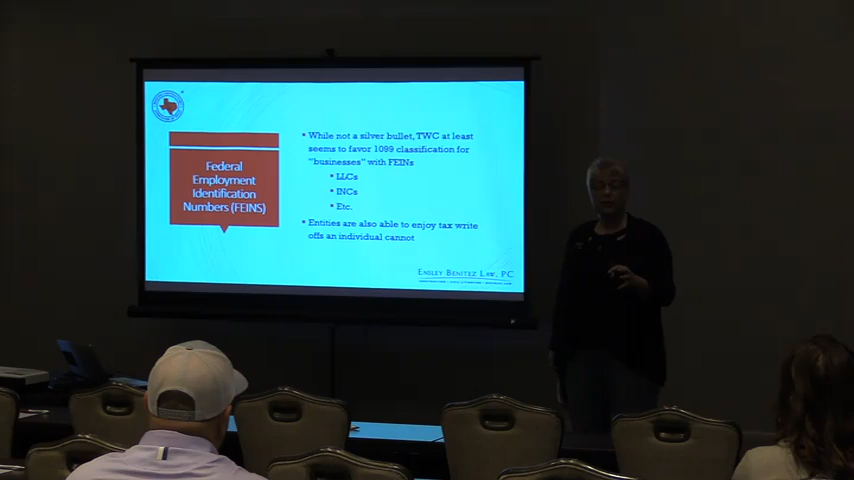 Federal
Employment
Identification
Numbers (FEINS)
▪ While not a silver bullet, TWC at least
seems to favor 1099 classification for
"businesses" with FEINs
▪ LLCs
▪ INCs
▪ Etc.
▪ Entities are also able to enjoy tax write
offs an individual cannot
Ensley Benitez Law, PC